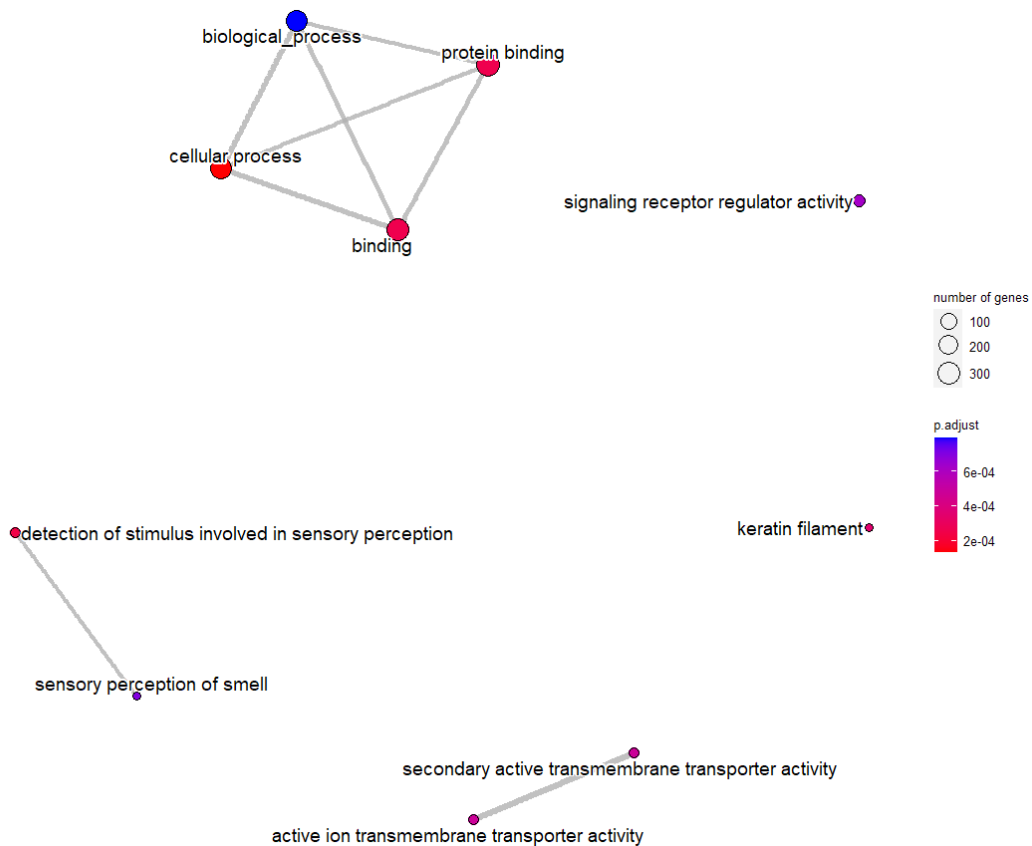 biological_process
protein binding
cellular process
signaling receptor regulator activity
binding
number of genes
100
200
300
p.adjust
6e-04
4e-04
2e-04
detection of stimulus involved in sensory perception
keratin filament
sensory perception of smell
secondary active transmembrane transporter activity
active ion transmembrane transporter activity